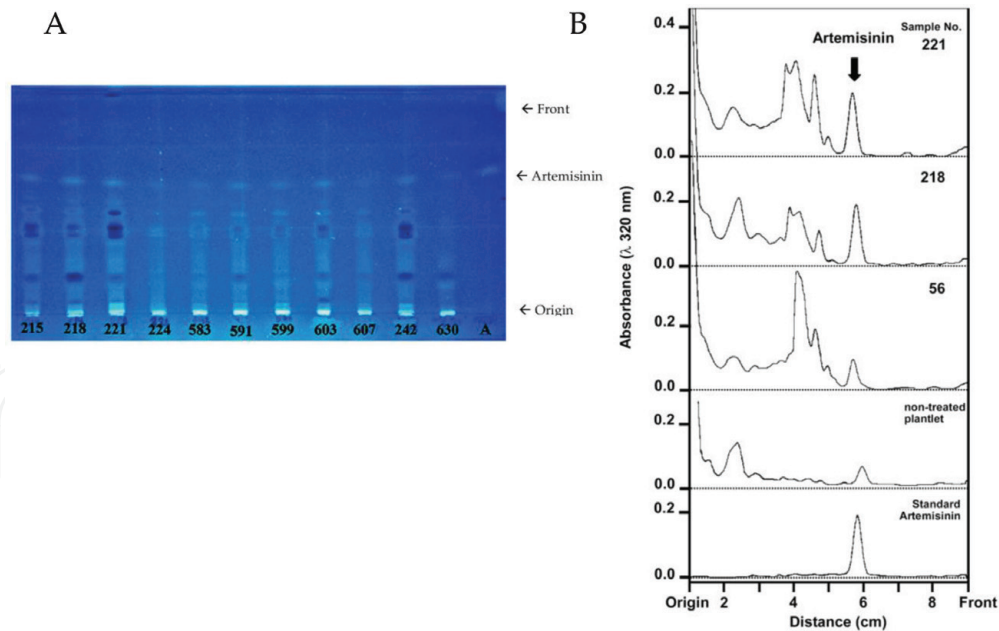 A
← Front
← Artemisinin
← Origin
215 218 221 224 583 591 599 603 607 242 630 A
B
Sample No.
221
Artemisinin
0.4
0.2
0.0
218
0.2
0.0
56
0.2
0.0
non-treated
plantlet
0.2
0.0
Standard
Artemisinin
0.2
0.0
Absorbance (λ 320 nm)
Origin 2 4 6 8 Front
Distance (cm)